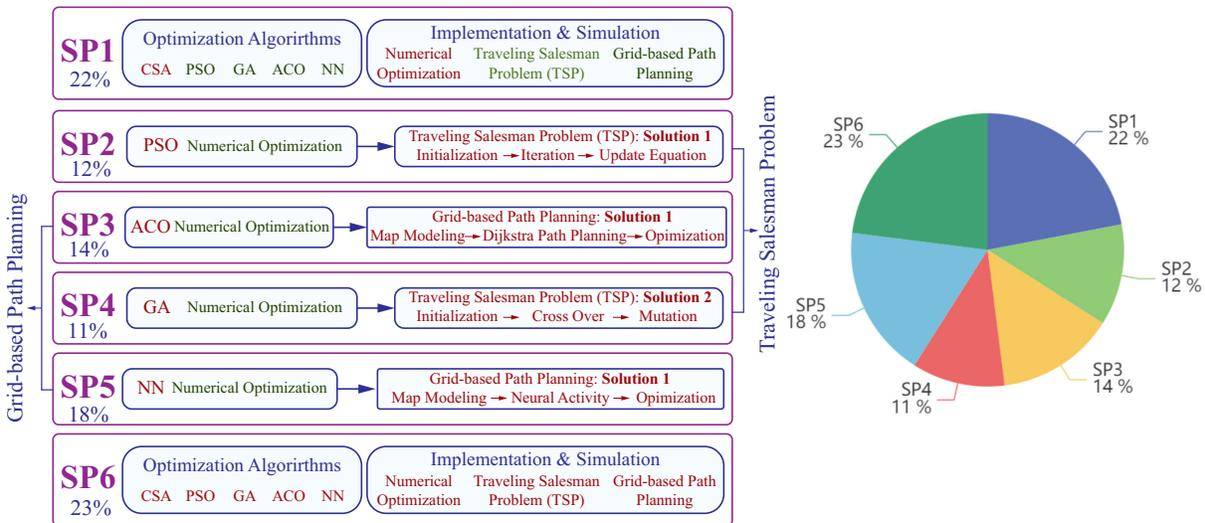 SP1
22%
Optimization Algorirthms
CSA PSO GA ACO NN
Implementation & Simulation
Numerical Traveling Salesman Grid-based Path
Optimization Problem (TSP) Planning
SP2
12%
PSO Numerical Optimization
Traveling Salesman Problem (TSP): Solution 1
Initialization Iteration Update Equation
SP3
14%
ACO Numerical Optimization
Grid-based Path Planning: Solution 1
Map Modeling Dijkstra Path Planning Opimization
SP4
11%
GA Numerical Optimization
Traveling Salesman Problem (TSP): Solution 2
Initialization Cross Over Mutation
SP5
18%
NN Numerical Optimization
Grid-based Path Planning: Solution 1
Map Modeling Neural Activity Opimization
SP6
23%
Optimization Algorirthms
CSA PSO GA ACO NN
Implementation & Simulation
Numerical Traveling Salesman Grid-based Path
Optimization Problem (TSP) Planning
Grid-based Path Planning
Traveling Salesman Problem
SP6
23 %
SP1
22 %
SP2
12 %
SP5
18 %
SP3
14 %
SP4
11 %